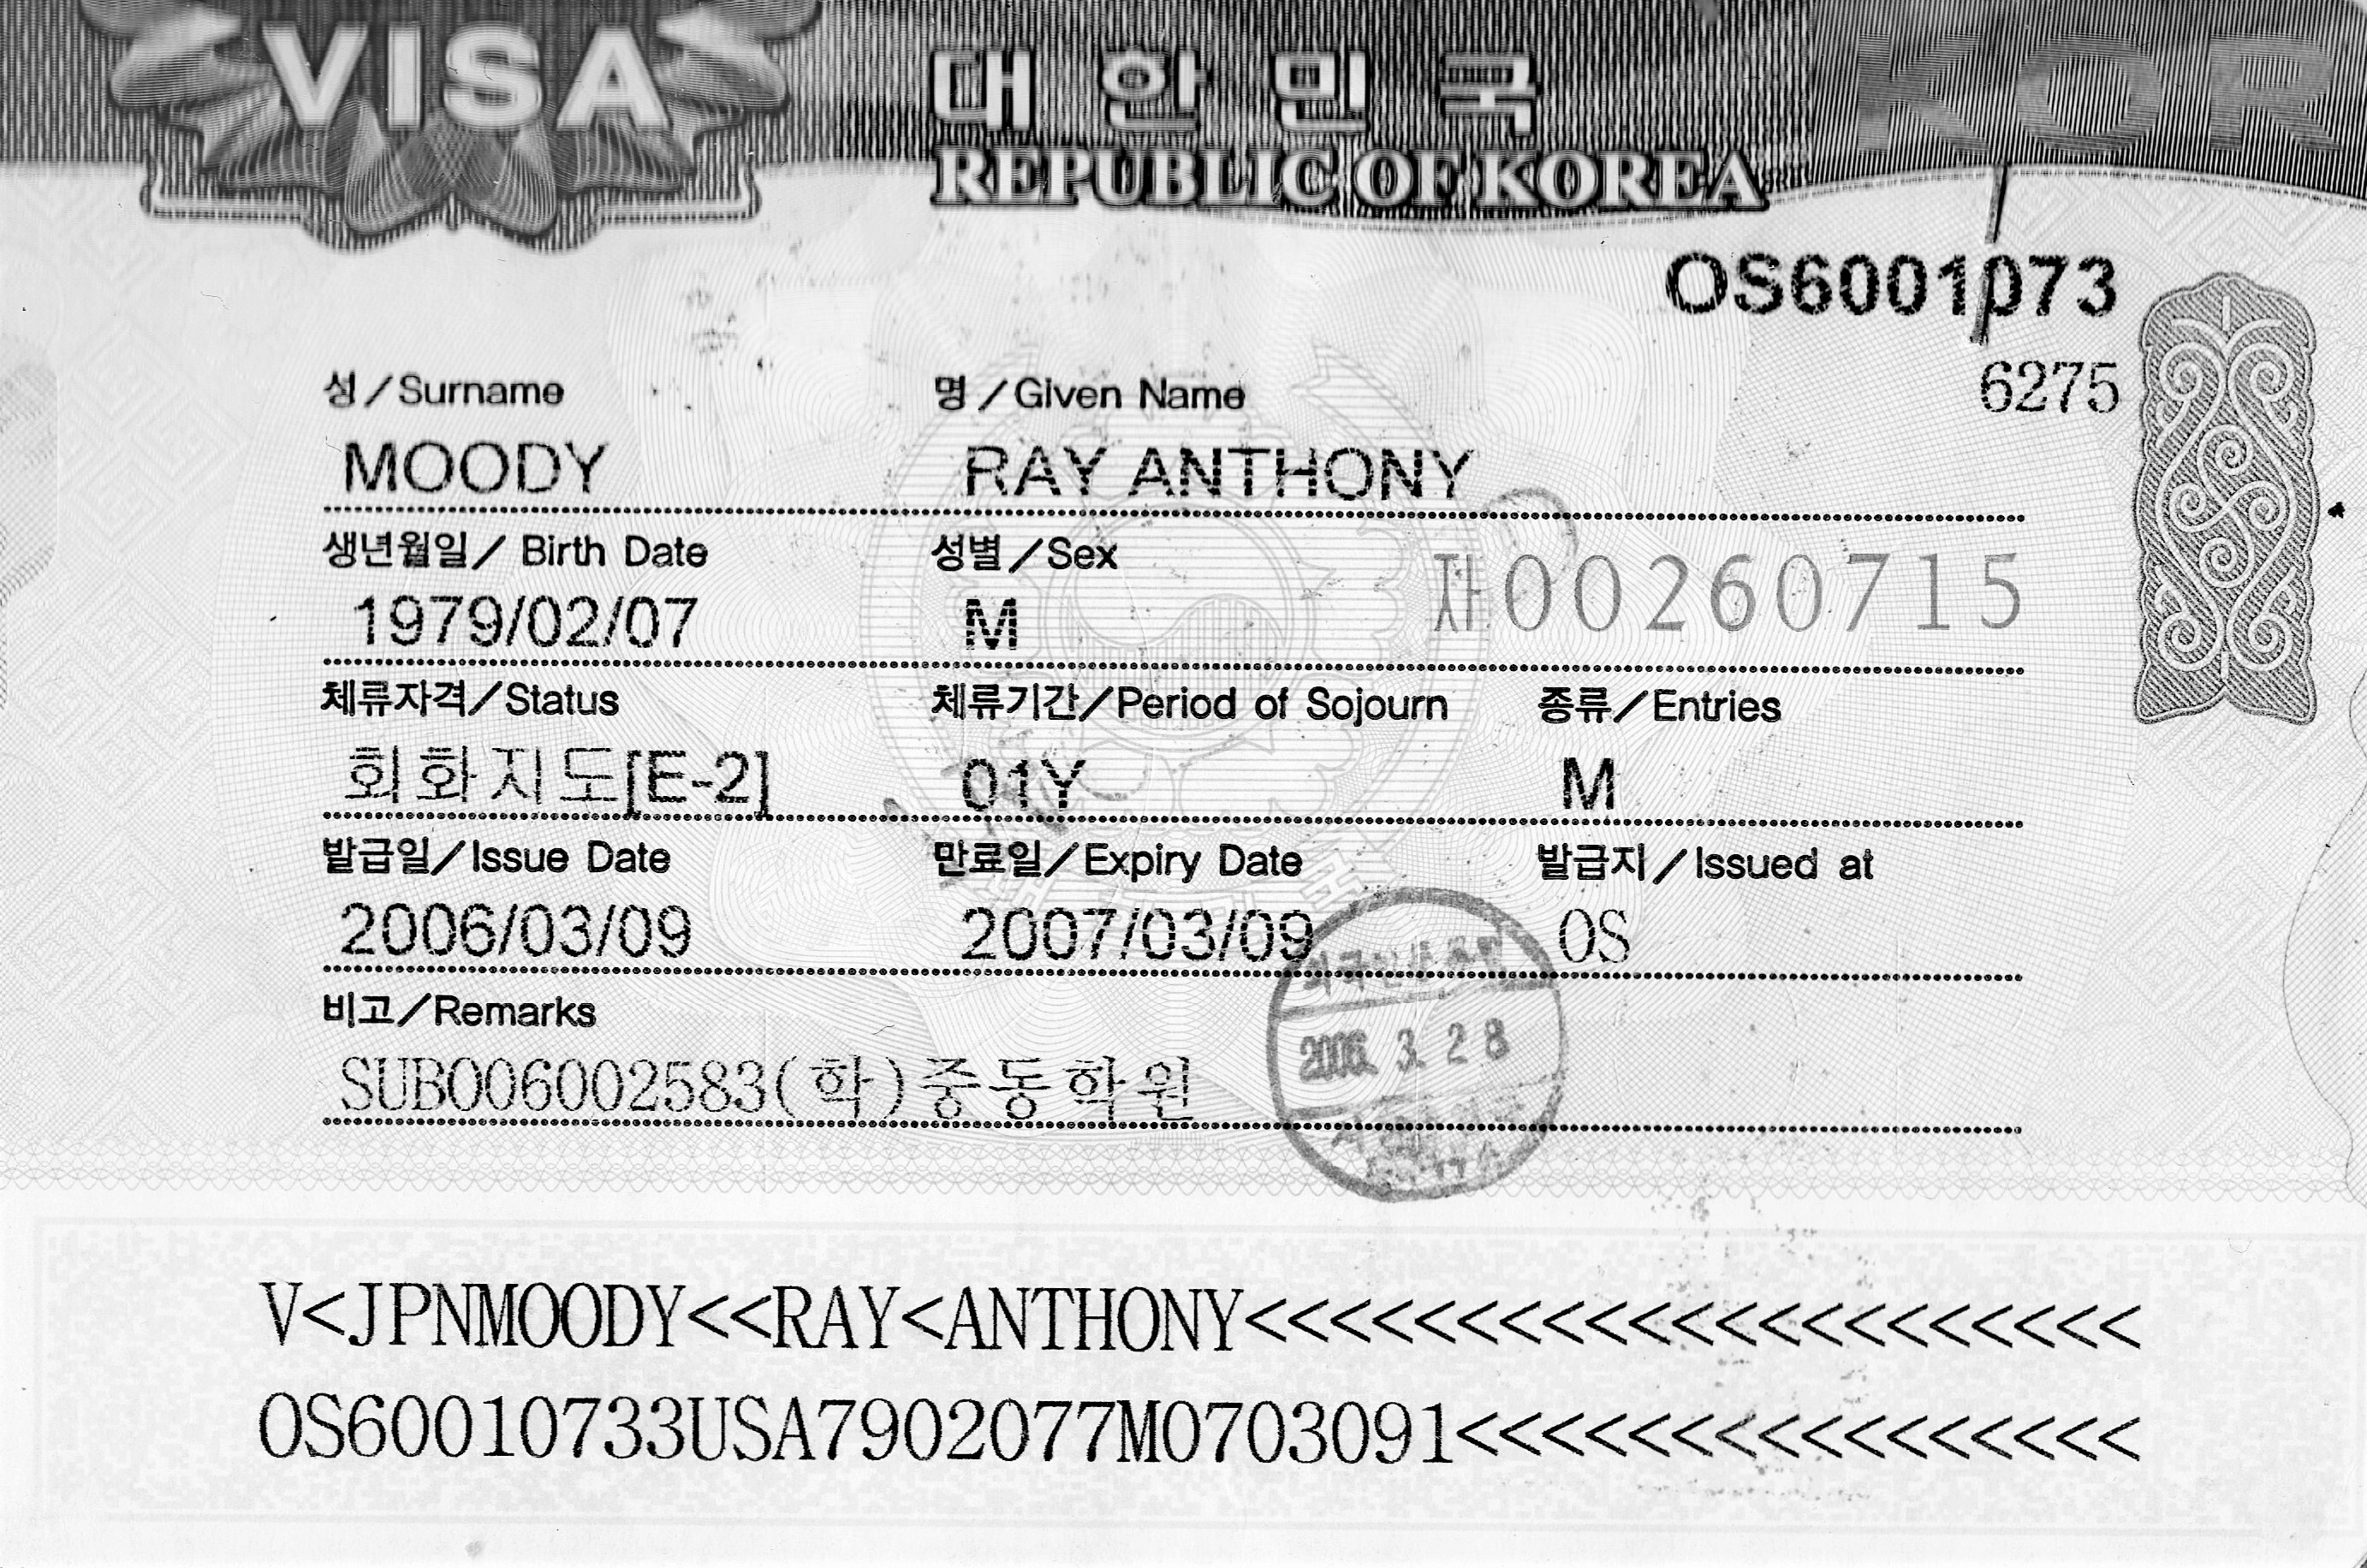 VISA
대한민국
KOR
REPUBLIC OF KOREA
OS6001073
6275
성/Surname 명/Given Name
MOODY RAY ANTHONY
생년월일/ Birth Date 성별/Sex
자00260715
1979/02/07 M
체류자격/Status 체류기간/Period of Sojourn 종류/Entries
회화지도[E-2] 01Y M
발급일/Issue Date 만료일/Expiry Date 발급지/Issued at
2006/03/09 2007/03/09 OS
비고/Remarks
2006. 3. 28
SUBO06002583(학)중동학원
V<JPNMOODY<<RAY<ANTHONY<<<<<<<<<<<<<<<<<<<<<
OS60010733USA7902077M0703091<<<<<<<<<<<<<<<<